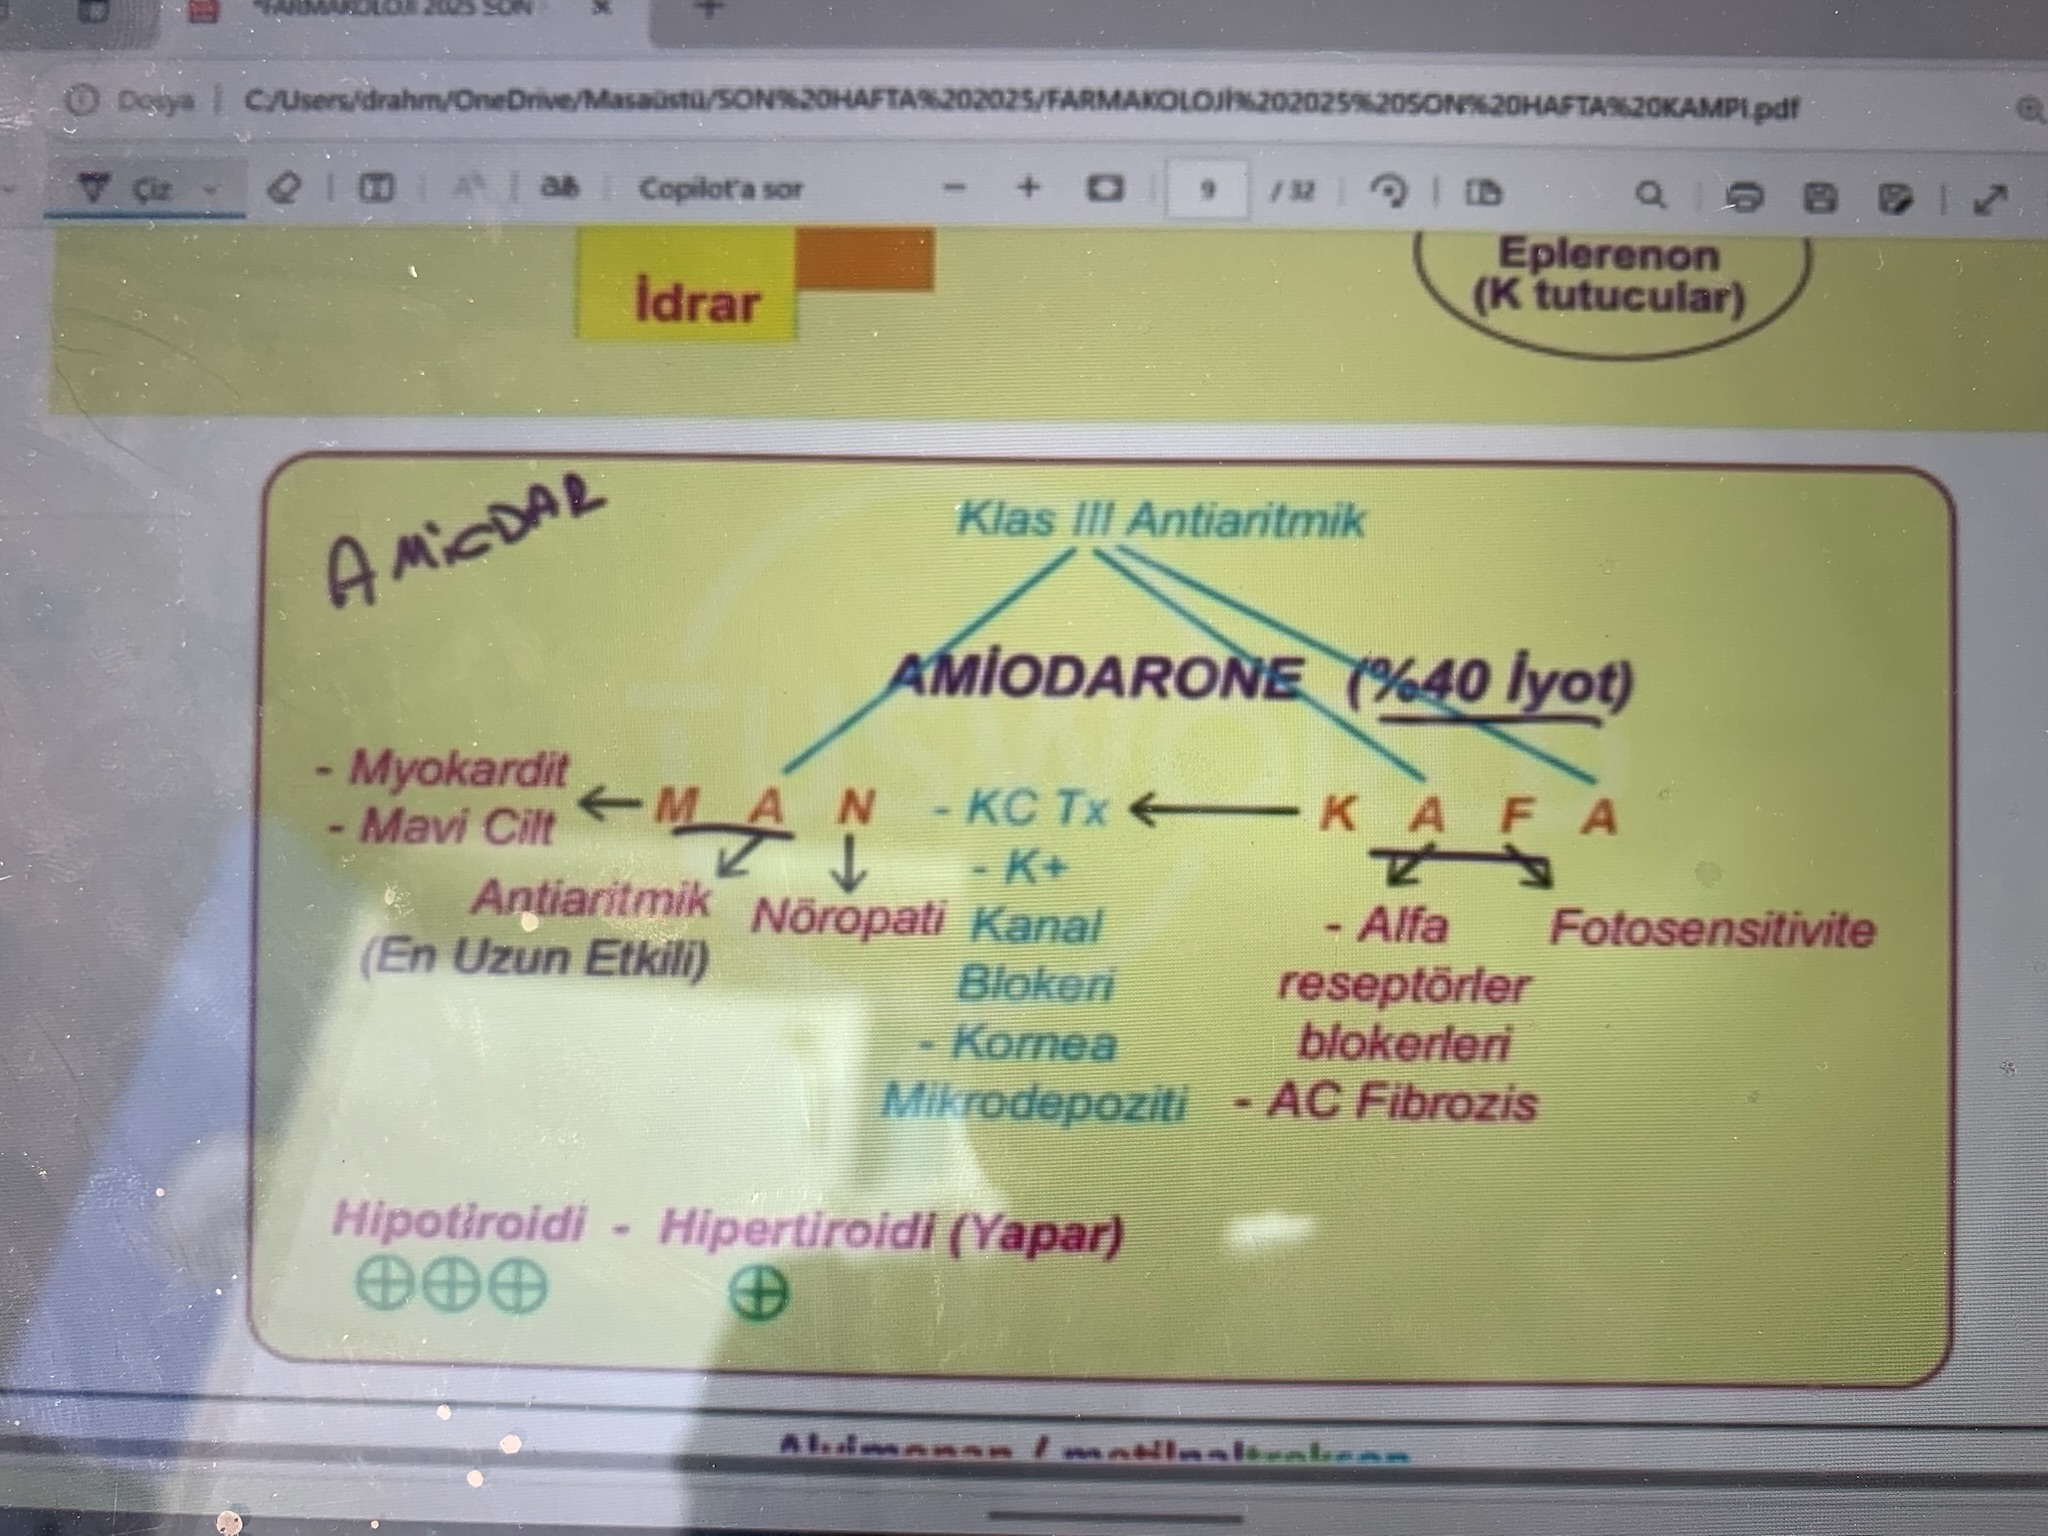 *FARMAKOLOJİ 2025 SON
Dosya | C:/Users/drahm/OneDrive/Masaüstü/SON%20HAFTA%202025/FARMAKOLOJİ%202025%20SON%20HAFTA%20KAMPI.pdf
Çiz Copilot'a sor - + 9 / 32
İdrar
Eplerenon
(K tutucular)
AMİODAR
Klas III Antiaritmik
AMİODARONE (%40 İyot)
- Myokardit
- Mavi Cilt
M A N - KC Tx K A F A
- K+
Antiaritmik Nöropati Kanal - Alfa Fotosensitivite
(En Uzun Etkili) Blokeri reseptörler
- Kornea blokerleri
Mikrodepoziti - AC Fibrozis
Hipotiroidi - Hipertiroidi (Yapar)